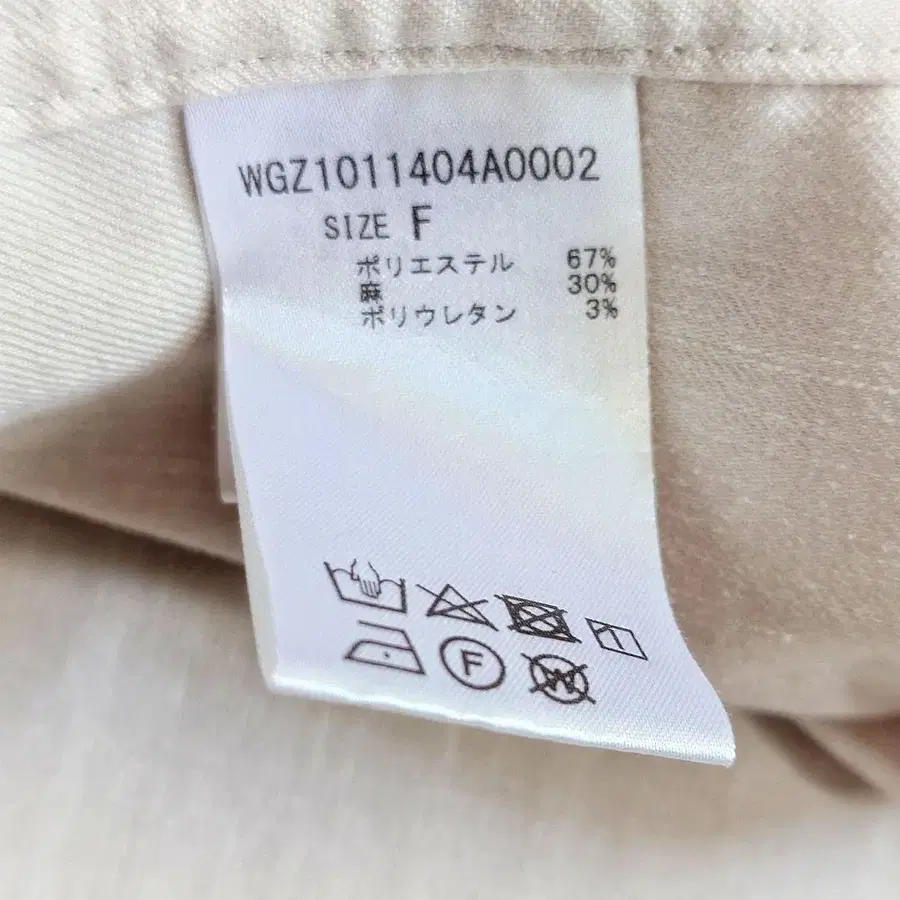 WGZ1011404A0002
SIZE F
ポリエステル 67%
麻 30%
ポリウレタン 3%
F
W